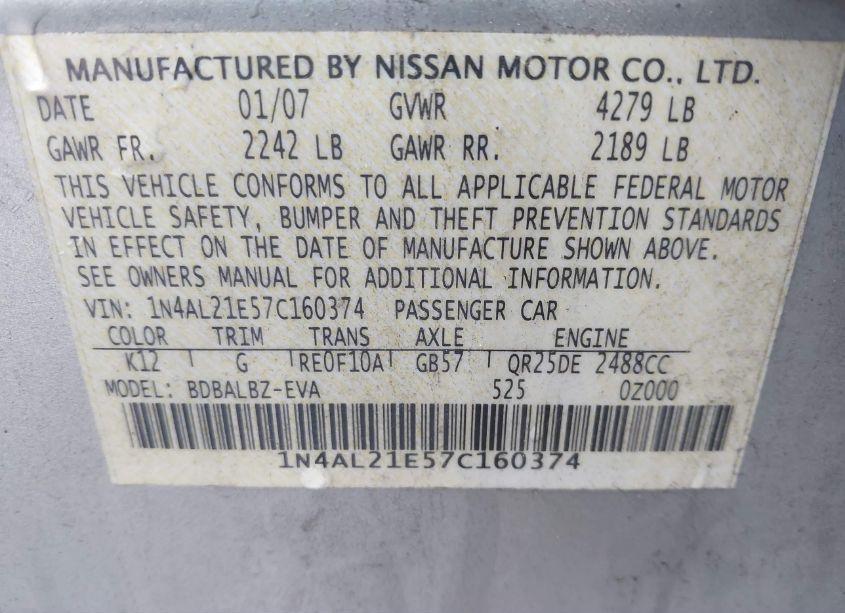 MANUFACTURED BY NISSAN MOTOR CO., LTD.
DATE 01/07 GVWR 4279 LB
GAWR FR. 2242 LB GAWR RR. 2189 LB
THIS VEHICLE CONFORMS TO ALL APPLICABLE FEDERAL MOTOR
VEHICLE SAFETY, BUMPER AND THEFT PREVENTION STANDARDS
IN EFFECT ON THE DATE OF MANUFACTURE SHOWN ABOVE.
SEE OWNERS MANUAL FOR ADDITIONAL INFORMATION.
VIN: 1N4AL21E57C160374 PASSENGER CAR
COLOR TRIM TRANS AXLE ENGINE
K12 G RE0F10A GB57 QR25DE 2488CC
MODEL: BDBALBZ-EVA 525 0Z000
1N4AL21E57C160374